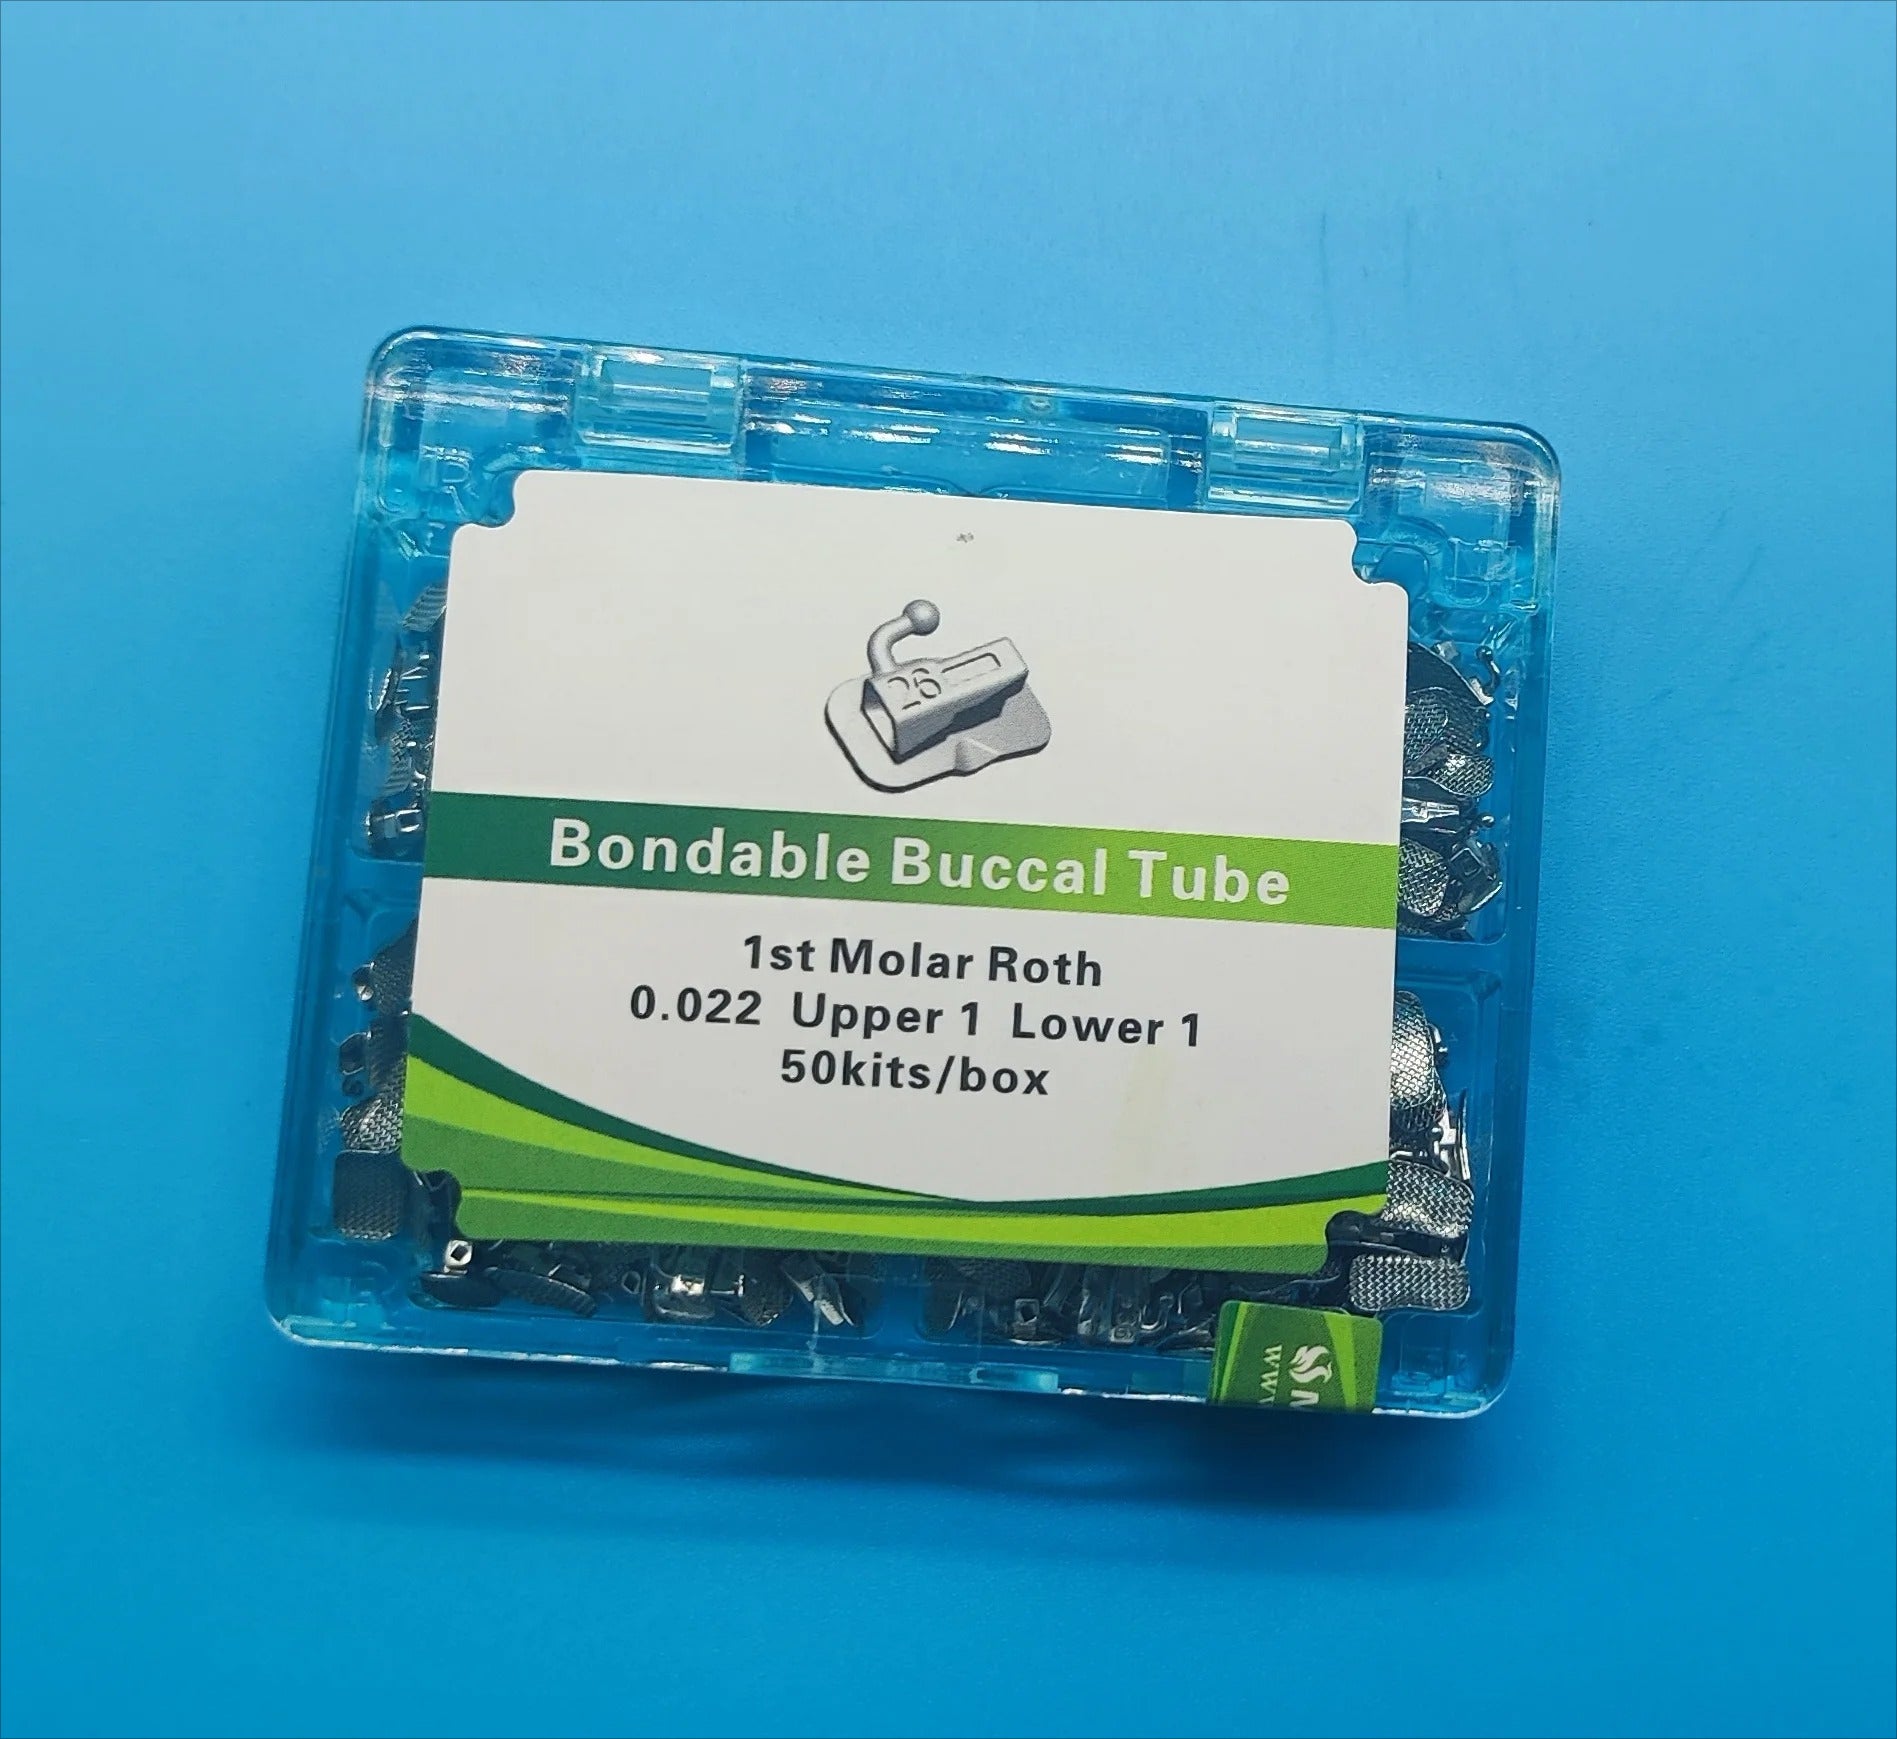 26
Bondable Buccal Tube
1st Molar Roth
0.022 Upper 1 Lower 1
50kits/box